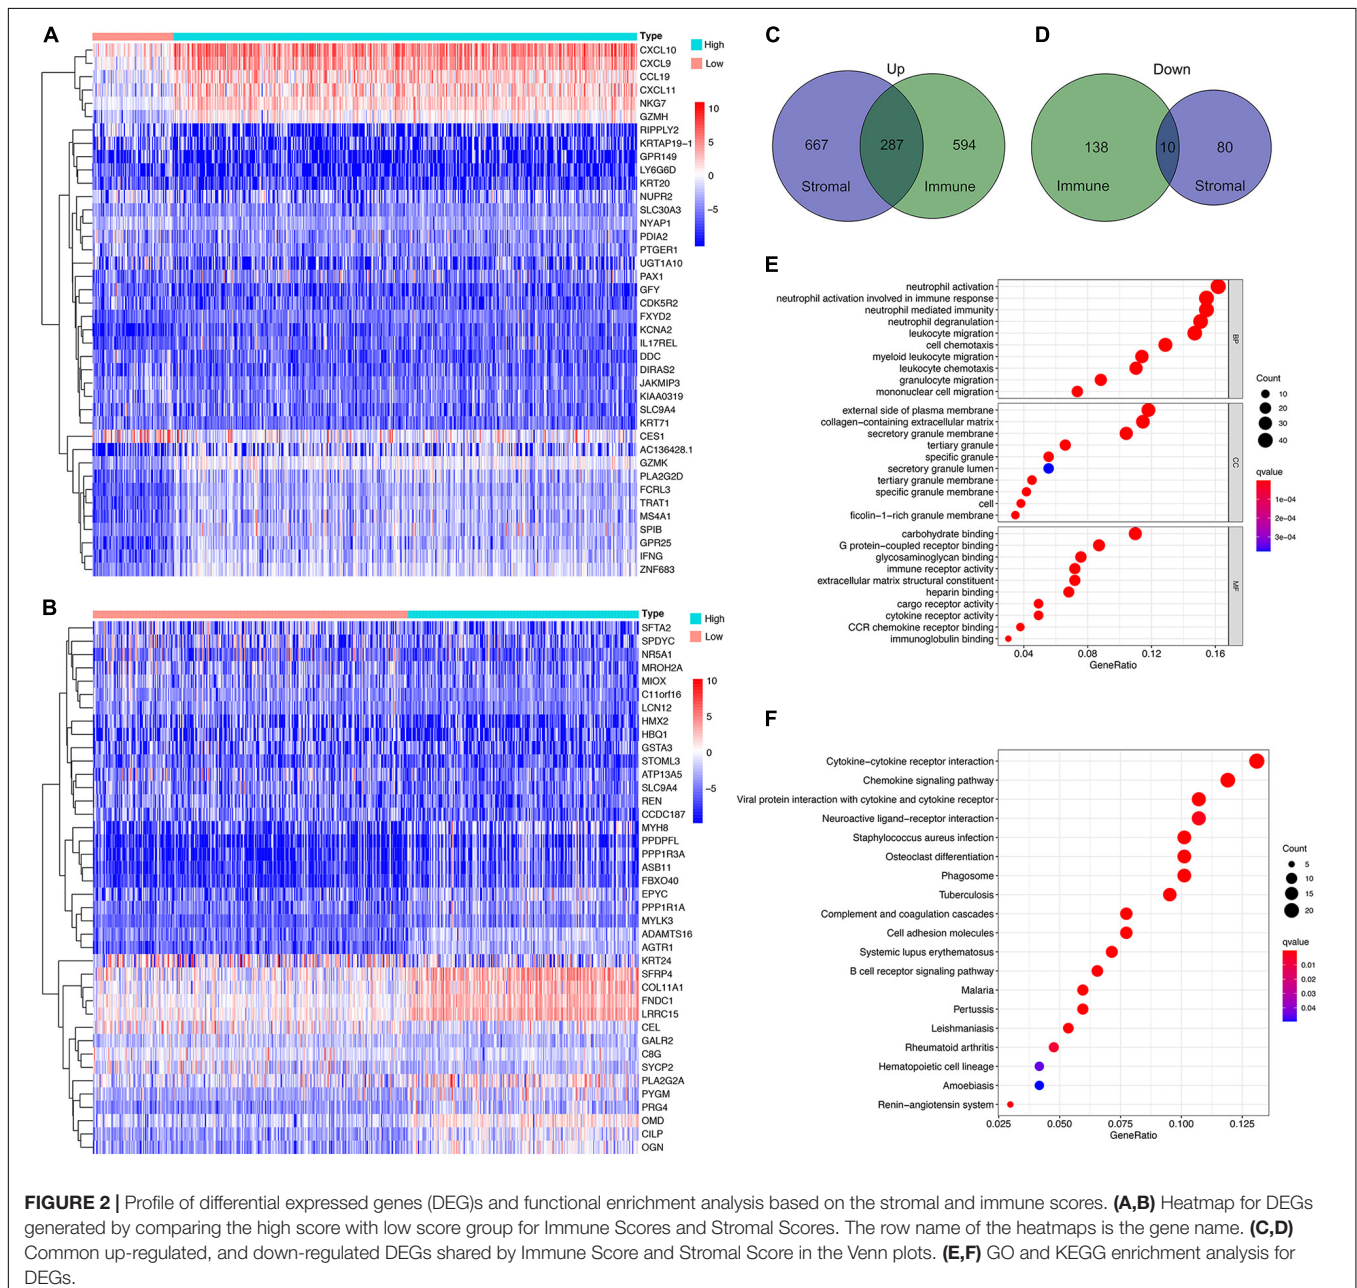 A
Type
High
Low
CXCL10
CXCL9
CCL19
CXCL11
NKG7
GZMH
RIPPLY2
KRTAP19−1
GPR149
LY6G6D
KRT20
NUPR2
SLC30A3
NYAP1
PDIA2
PTGER1
UGT1A10
PAX1
GFY
CDK5R2
FXYD2
KCNA2
IL17REL
DDC
DIRAS2
JAKMIP3
KIAA0319
SLC9A4
KRT71
CES1
AC136428.1
GZMK
PLA2G2D
FCRL3
TRAT1
MS4A1
SPIB
GPR25
IFNG
ZNF683
10
5
0
−5
B
Type
High
Low
SFTA2
SPDYC
NR5A1
MROH2A
MIOX
C11orf16
LCN12
HMX2
HBQ1
GSTA3
STOML3
ATP13A5
SLC9A4
REN
CCDC187
MYH8
PPDPFL
PPP1R3A
ASB11
FBXO40
EPYC
PPP1R1A
MYLK3
ADAMTS16
AGTR1
KRT24
SFRP4
COL11A1
FNDC1
LRRC15
CEL
GALR2
C8G
SYCP2
PLA2G2A
PYGM
PRG4
OMD
CILP
OGN
10
5
0
−5
C
Up
667
287
594
Stromal
Immune
D
Down
138
10
80
Immune
Stromal
E
neutrophil activation
neutrophil activation involved in immune response
neutrophil mediated immunity
neutrophil degranulation
leukocyte migration
cell chemotaxis
myeloid leukocyte migration
leukocyte chemotaxis
granulocyte migration
mononuclear cell migration
BP
external side of plasma membrane
collagen−containing extracellular matrix
secretory granule membrane
tertiary granule
specific granule
secretory granule lumen
tertiary granule membrane
specific granule membrane
cell
ficolin−1−rich granule membrane
CC
carbohydrate binding
G protein−coupled receptor binding
glycosaminoglycan binding
immune receptor activity
extracellular matrix structural constituent
heparin binding
cargo receptor activity
cytokine receptor activity
CCR chemokine receptor binding
immunoglobulin binding
MF
0.04 0.08 0.12 0.16
GeneRatio
Count
10
20
30
40
qvalue
1e−04
2e−04
3e−04
F
Cytokine−cytokine receptor interaction
Chemokine signaling pathway
Viral protein interaction with cytokine and cytokine receptor
Neuroactive ligand−receptor interaction
Staphylococcus aureus infection
Osteoclast differentiation
Phagosome
Tuberculosis
Complement and coagulation cascades
Cell adhesion molecules
Systemic lupus erythematosus
B cell receptor signaling pathway
Malaria
Pertussis
Leishmaniasis
Rheumatoid arthritis
Hematopoietic cell lineage
Amoebiasis
Renin−angiotensin system
0.025 0.050 0.075 0.100 0.125
GeneRatio
Count
5
10
15
20
qvalue
0.01
0.02
0.03
0.04
FIGURE 2 | Profile of differential expressed genes (DEG)s and functional enrichment analysis based on the stromal and immune scores. (A,B) Heatmap for DEGs
generated by comparing the high score with low score group for Immune Scores and Stromal Scores. The row name of the heatmaps is the gene name. (C,D)
Common up-regulated, and down-regulated DEGs shared by Immune Score and Stromal Score in the Venn plots. (E,F) GO and KEGG enrichment analysis for
DEGs.